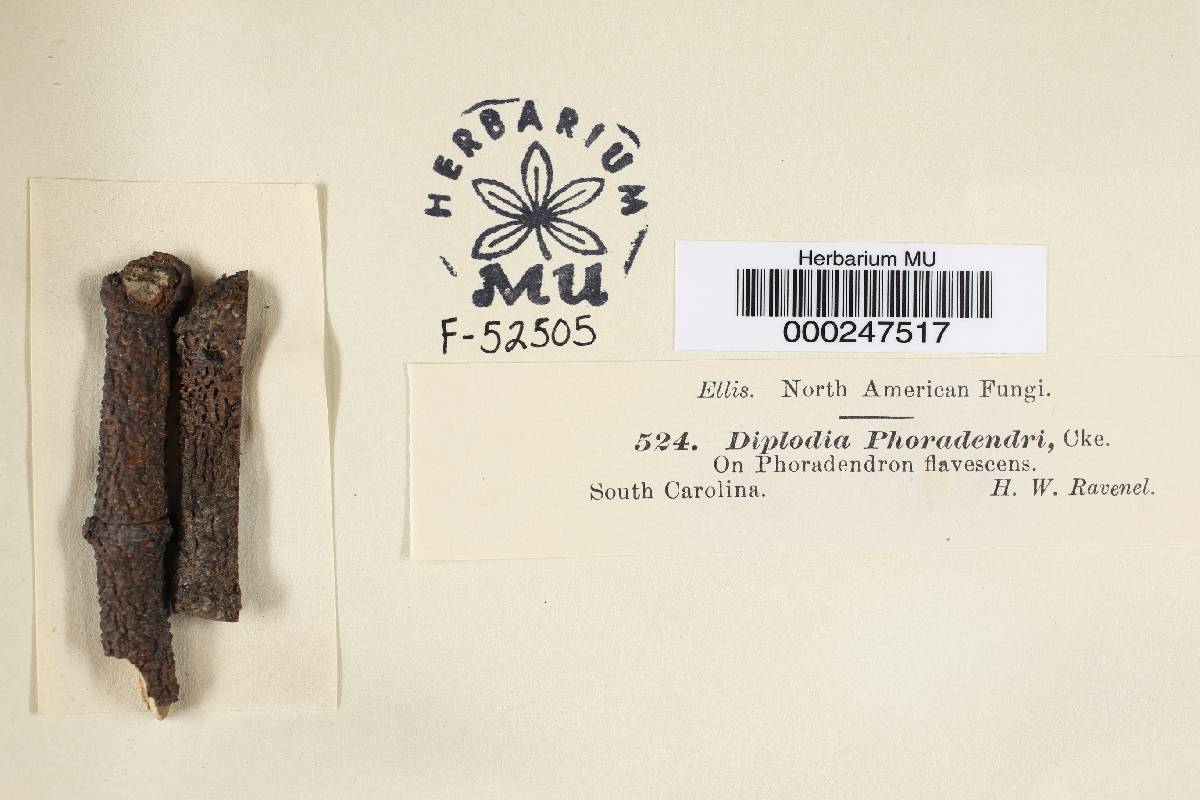 HERBARIUM
MU
F-52505
Herbarium MU
000247517
Ellis. North American Fungi.
524. Diplodia Phoradendri, Cke.
On Phoradendron flavescens.
South Carolina. H. W. Ravenel.